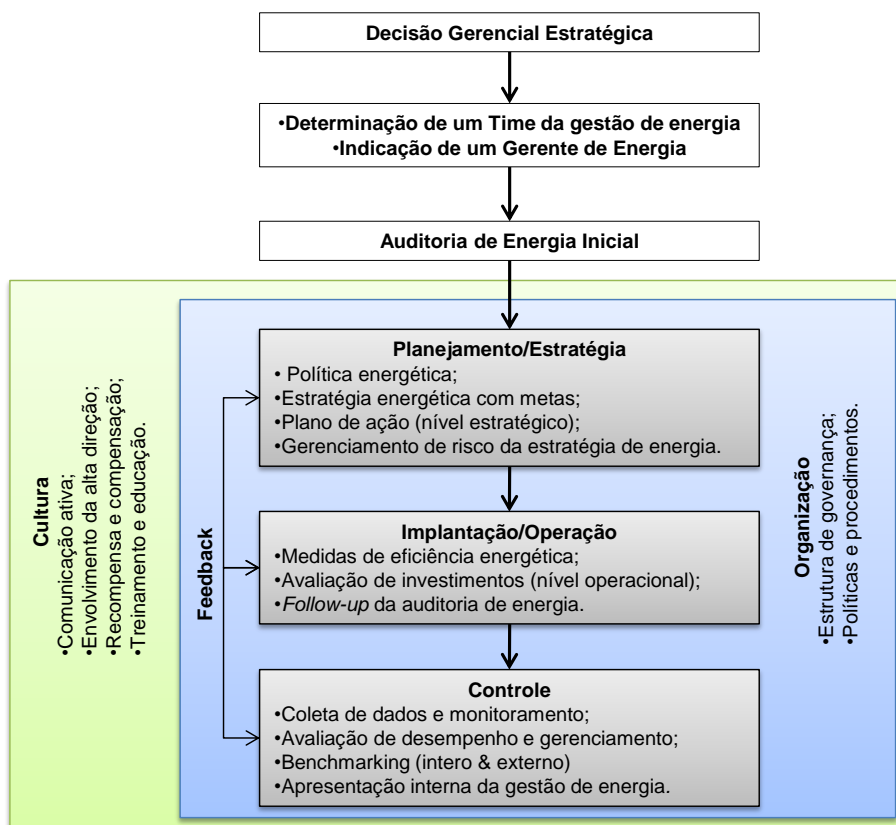 Decisão Gerencial Estratégica
•Determinação de um Time da gestão de energia
•Indicação de um Gerente de Energia
Auditoria de Energia Inicial
Cultura
•Comunicação ativa;
•Envolvimento da alta direção;
•Recompensa e compensação;
•Treinamento e educação.
Feedback
Planejamento/Estratégia
• Política energética;
•Estratégia energética com metas;
•Plano de ação (nível estratégico);
•Gerenciamento de risco da estratégia de energia.
Implantação/Operação
•Medidas de eficiência energética;
•Avaliação de investimentos (nível operacional);
•Follow-up da auditoria de energia.
Controle
•Coleta de dados e monitoramento;
•Avaliação de desempenho e gerenciamento;
•Benchmarking (intero & externo)
•Apresentação interna da gestão de energia.
Organização
•Estrutura de governança;
•Políticas e procedimentos.